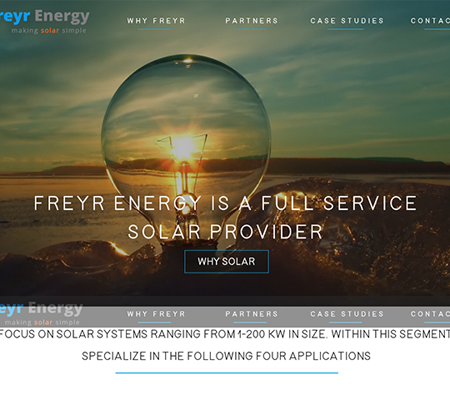 reyr Energy
making solar simple
WHY FREYR PARTNERS CASE STUDIES CONTAC
FREYR ENERGY IS A FULL SERVICE
SOLAR PROVIDER
WHY SOLAR
eyr Energy
making solar simple
WHY FREYR PARTNERS CASE STUDIES CONTAC
FOCUS ON SOLAR SYSTEMS RANGING FROM 1-200 KW IN SIZE. WITHIN THIS SEGMENT
SPECIALIZE IN THE FOLLOWING FOUR APPLICATIONS